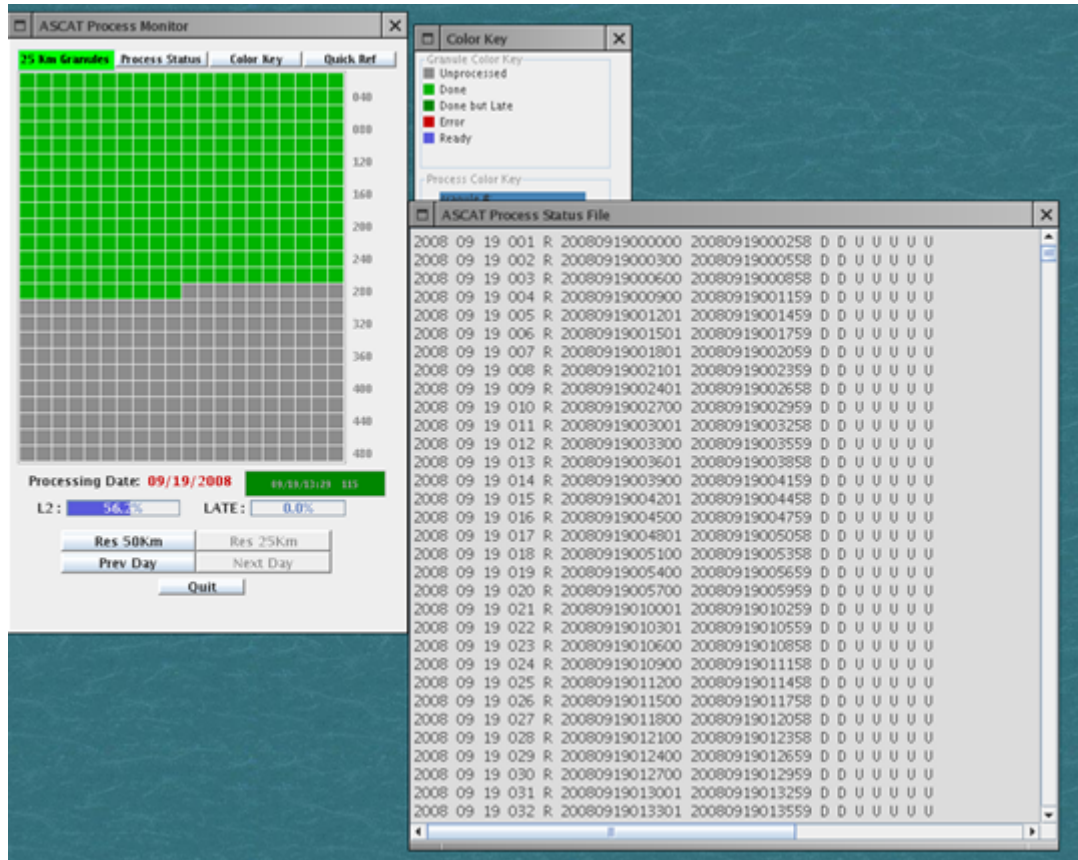 ASCAT Process Monitor
25 Km Granules Process Status Color Key Quick Ref
040
080
120
160
200
240
280
320
360
400
440
480
Processing Date: 09/19/2008 09/19/13:29 115
L2: LATE: 0.0%
Res 50Km Res 25Km
Prev Day Next Day
Quit
Color Key
Granule Color Key
Unprocessed
Done
Done but Late
Error
Ready
Process Color Key
ASCAT Process Status File
2008 09 19 001 R 20080919000000 20080919000258 D D U U U U U
2008 09 19 002 R 20080919000300 20080919000558 D D U U U U U
2008 09 19 003 R 20080919000600 20080919000858 D D U U U U U
2008 09 19 004 R 20080919000900 20080919001159 D D U U U U U
2008 09 19 005 R 20080919001201 20080919001459 D D U U U U U
2008 09 19 006 R 20080919001501 20080919001759 D D U U U U U
2008 09 19 007 R 20080919001801 20080919002059 D D U U U U U
2008 09 19 008 R 20080919002101 20080919002359 D D U U U U U
2008 09 19 009 R 20080919002401 20080919002658 D D U U U U U
2008 09 19 010 R 20080919002700 20080919002959 D D U U U U U
2008 09 19 011 R 20080919003001 20080919003258 D D U U U U U
2008 09 19 012 R 20080919003300 20080919003559 D D U U U U U
2008 09 19 013 R 20080919003601 20080919003858 D D U U U U U
2008 09 19 014 R 20080919003900 20080919004159 D D U U U U U
2008 09 19 015 R 20080919004201 20080919004458 D D U U U U U
2008 09 19 016 R 20080919004500 20080919004759 D D U U U U U
2008 09 19 017 R 20080919004801 20080919005058 D D U U U U U
2008 09 19 018 R 20080919005100 20080919005358 D D U U U U U
2008 09 19 019 R 20080919005400 20080919005659 D D U U U U U
2008 09 19 020 R 20080919005700 20080919005959 D D U U U U U
2008 09 19 021 R 20080919010001 20080919010259 D D U U U U U
2008 09 19 022 R 20080919010301 20080919010559 D D U U U U U
2008 09 19 023 R 20080919010600 20080919010858 D D U U U U U
2008 09 19 024 R 20080919010900 20080919011158 D D U U U U U
2008 09 19 025 R 20080919011200 20080919011458 D D U U U U U
2008 09 19 026 R 20080919011500 20080919011758 D D U U U U U
2008 09 19 027 R 20080919011800 20080919012058 D D U U U U U
2008 09 19 028 R 20080919012100 20080919012358 D D U U U U U
2008 09 19 029 R 20080919012400 20080919012659 D D U U U U U
2008 09 19 030 R 20080919012700 20080919012959 D D U U U U U
2008 09 19 031 R 20080919013001 20080919013259 D D U U U U U
2008 09 19 032 R 20080919013301 20080919013559 D D U U U U U